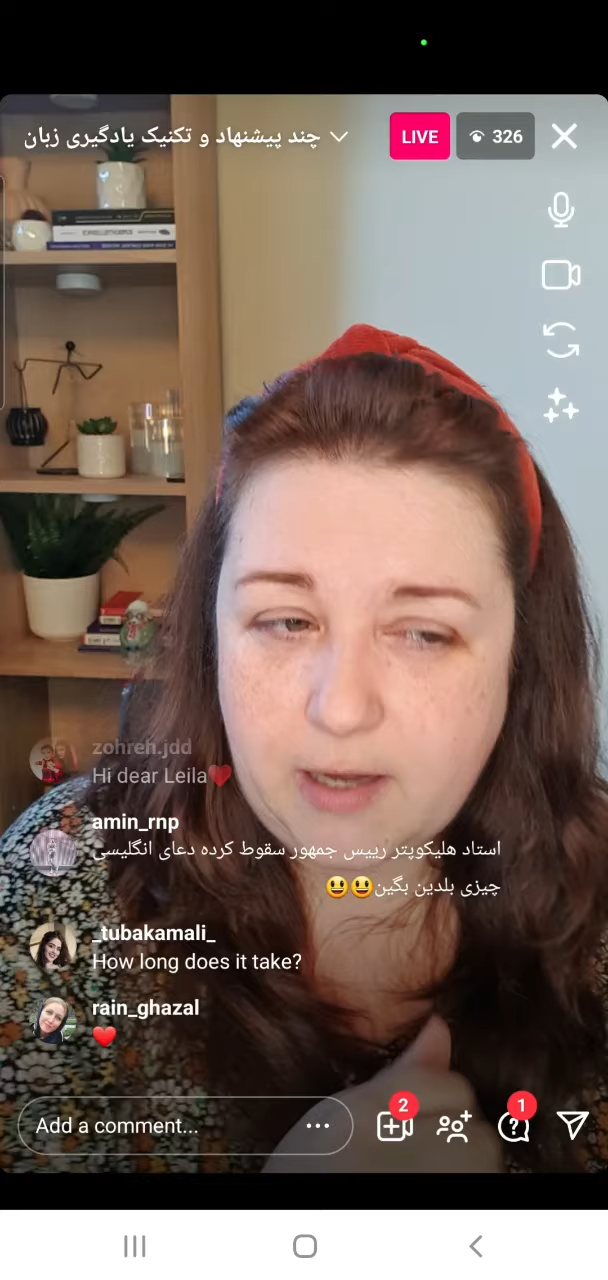 چند پیشنهاد و تکنیک یادگیری زبان
LIVE
326
zohreh.jdd
Hi dear Leila❤️
amin_rnp
استاد هلیکوپتر رییس جمهور سقوط کرده دعای انگلیسی
چیزی بلدین بگین😃😃
_tubakamali_
How long does it take?
rain_ghazal
❤️
2
1
Add a comment...